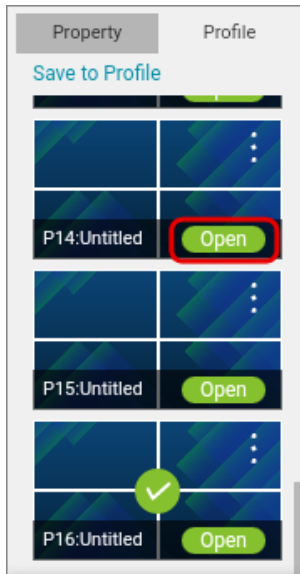 Property Profile
Save to Profile
P14:Untitled Open
P15:Untitled Open
P16:Untitled Open